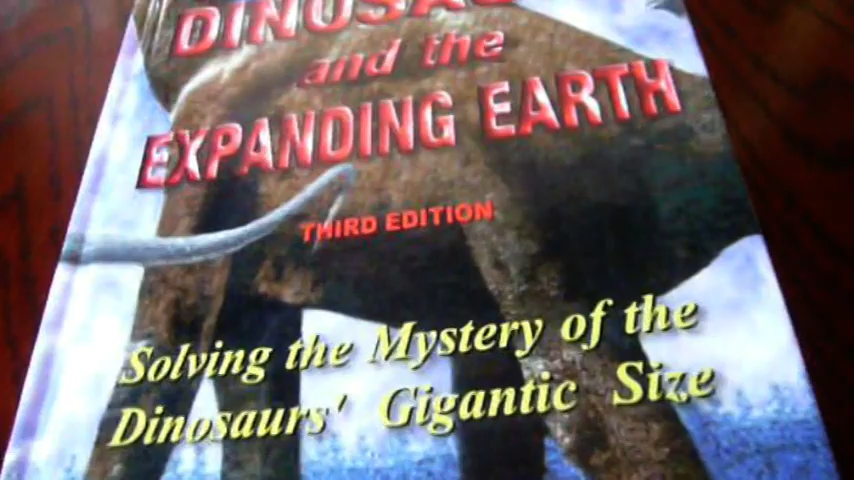 and the
EXPANDING EARTH
THIRD EDITION
Solving the Mystery of the
Dinosaurs' Gigantic Size